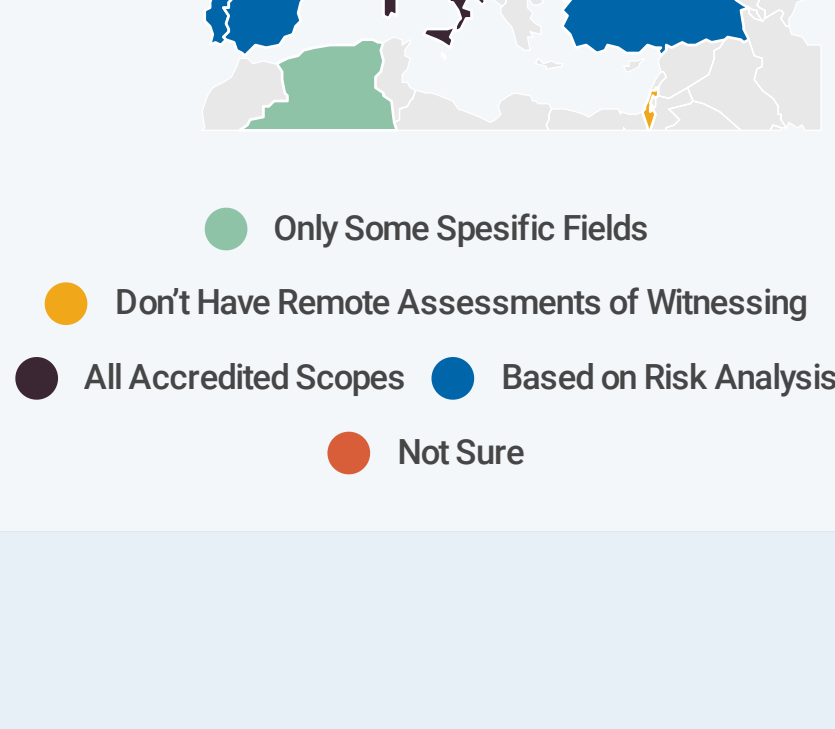 Only Some Spesific Fields
Don’t Have Remote Assessments of Witnessing
All Accredited Scopes Based on Risk Analysis
Not Sure